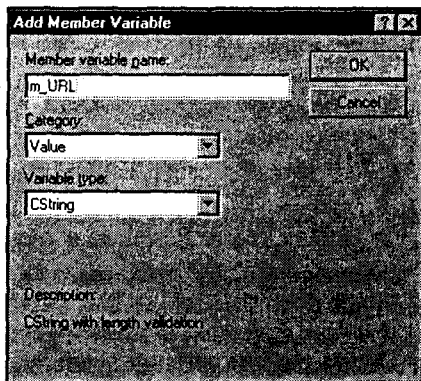 Add Member Variable
Member variable name:
OK
m_URL
Cancel
Category:
Value
Variable type:
CString
Description:
CString with length validation